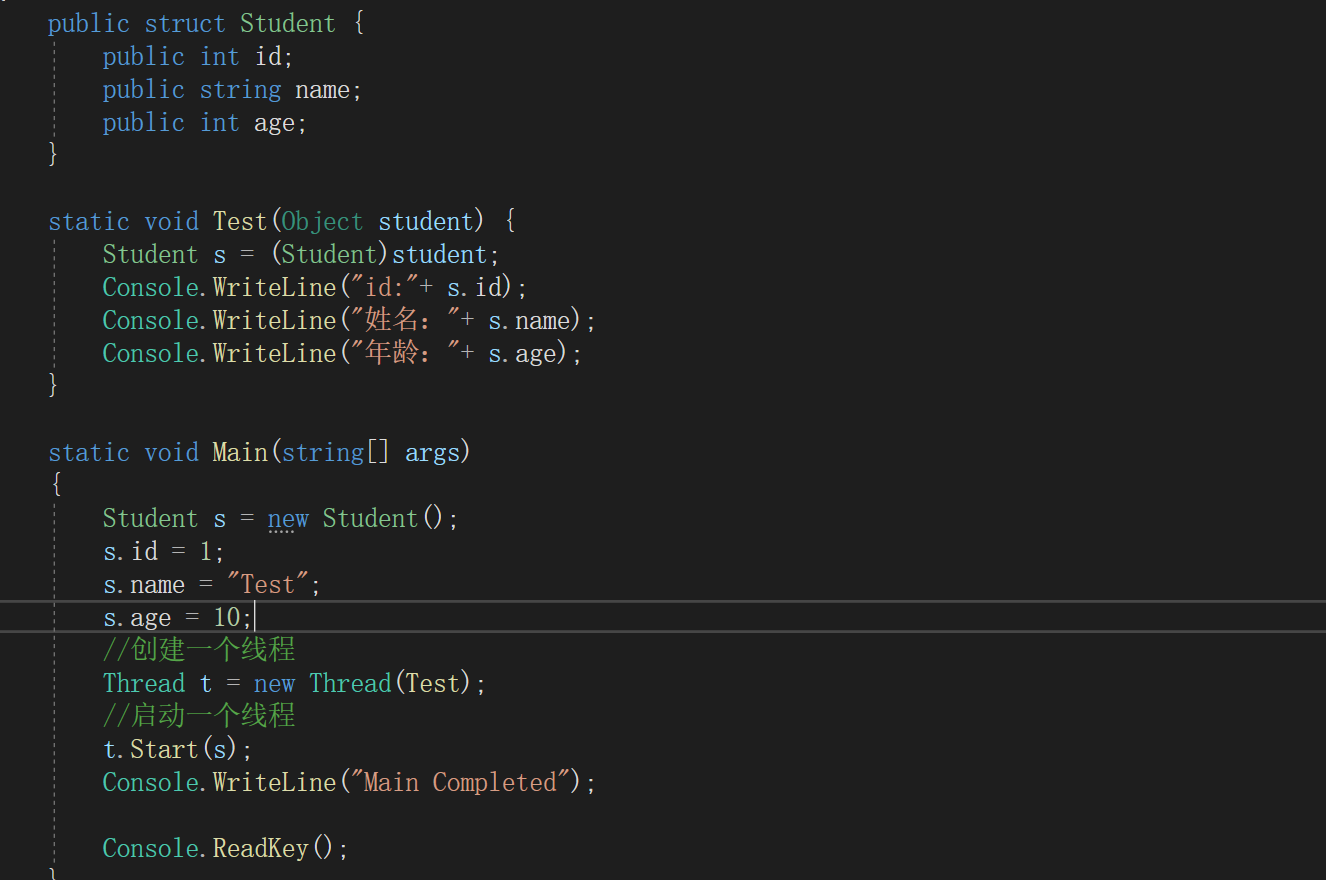 public struct Student {
public int id;
public string name;
public int age;
}
static void Test(Object student) {
Student s = (Student)student;
Console.WriteLine("id:"+ s.id);
Console.WriteLine("姓名："+ s.name);
Console.WriteLine("年龄："+ s.age);
}
static void Main(string[] args)
{
Student s = new Student();
s.id = 1;
s.name = "Test";
s.age = 10;
//创建一个线程
Thread t = new Thread(Test);
//启动一个线程
t.Start(s);
Console.WriteLine("Main Completed");
Console.ReadKey();
}